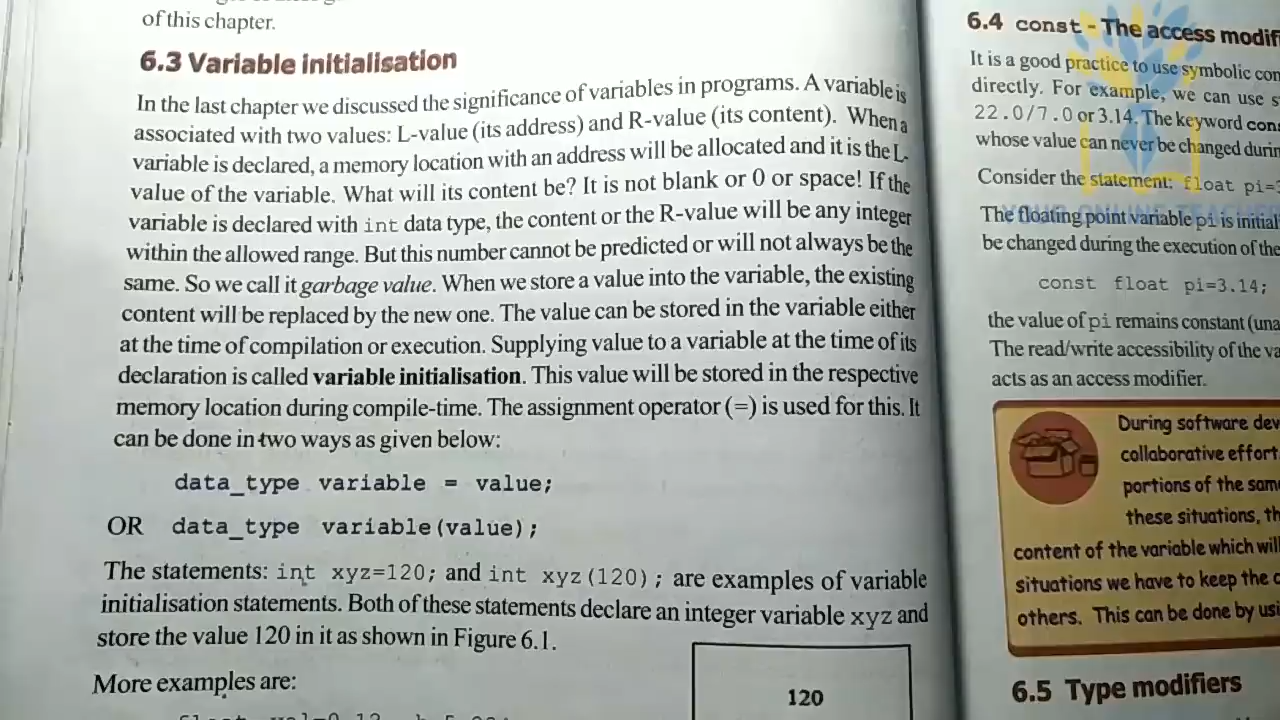 of this chapter.
6.3 Variable initialisation
In the last chapter we discussed the significance of variables in programs. A variable is
associated with two values: L-value (its address) and R-value (its content). When a
variable is declared, a memory location with an address will be allocated and it is the L-
value of the variable. What will its content be? It is not blank or 0 or space! If the
variable is declared with int data type, the content or the R-value will be any integer
within the allowed range. But this number cannot be predicted or will not always be the
same. So we call it garbage value. When we store a value into the variable, the existing
content will be replaced by the new one. The value can be stored in the variable either
at the time of compilation or execution. Supplying value to a variable at the time of its
declaration is called variable initialisation. This value will be stored in the respective
memory location during compile-time. The assignment operator (=) is used for this. It
can be done in two ways as given below:
data_type variable = value;
OR data_type variable(value);
The statements: int xyz=120; and int xyz(120); are examples of variable
initialisation statements. Both of these statements declare an integer variable xyz and
store the value 120 in it as shown in Figure 6.1.
More examples are:
120
6.4 const - The access modif
It is a good practice to use symbolic con
directly. For example, we can use s
22.0/7.0 or 3.14. The keyword con
whose value can never be changed durin
Consider the statement: float pi=
The floating point variable pi is initial
be changed during the execution of the
const float pi=3.14;
the value of pi remains constant (una
The read/write accessibility of the va
acts as an access modifier.
During software dev
collaborative effort
portions of the sam
these situations, th
content of the variable which will
situations we have to keep the
others. This can be done by usi
6.5 Type modifiers